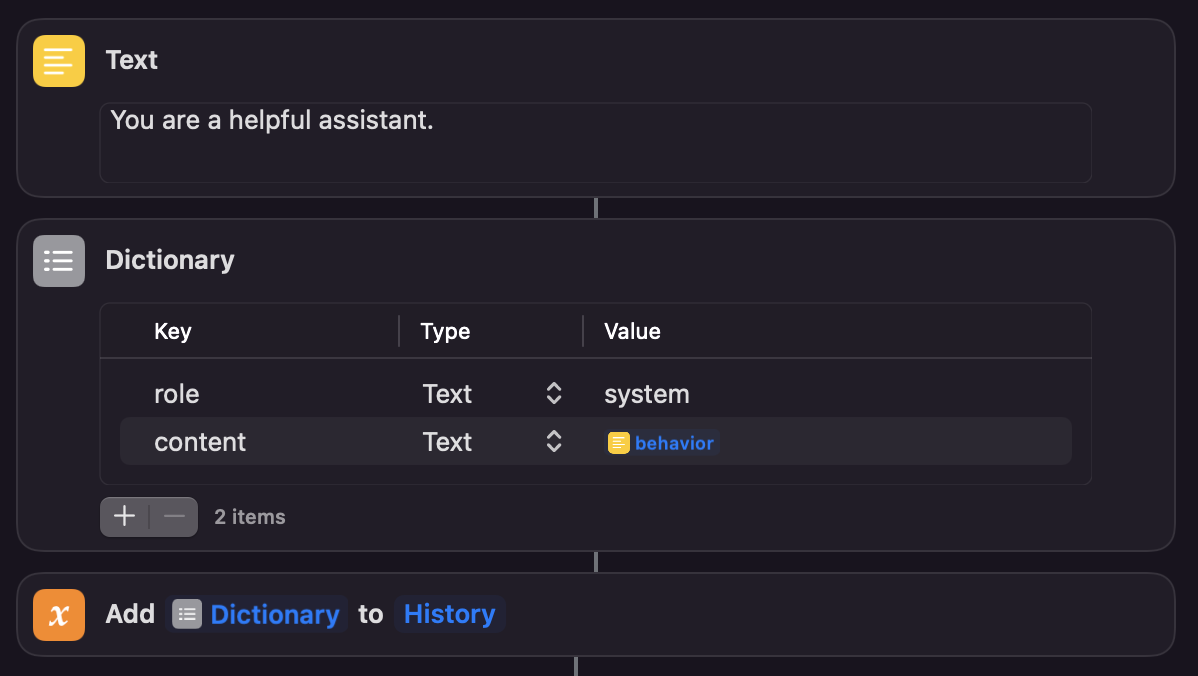 Text
You are a helpful assistant.
Dictionary
Key Type Value
role Text system
content Text behavior
2 items
x Add Dictionary to History